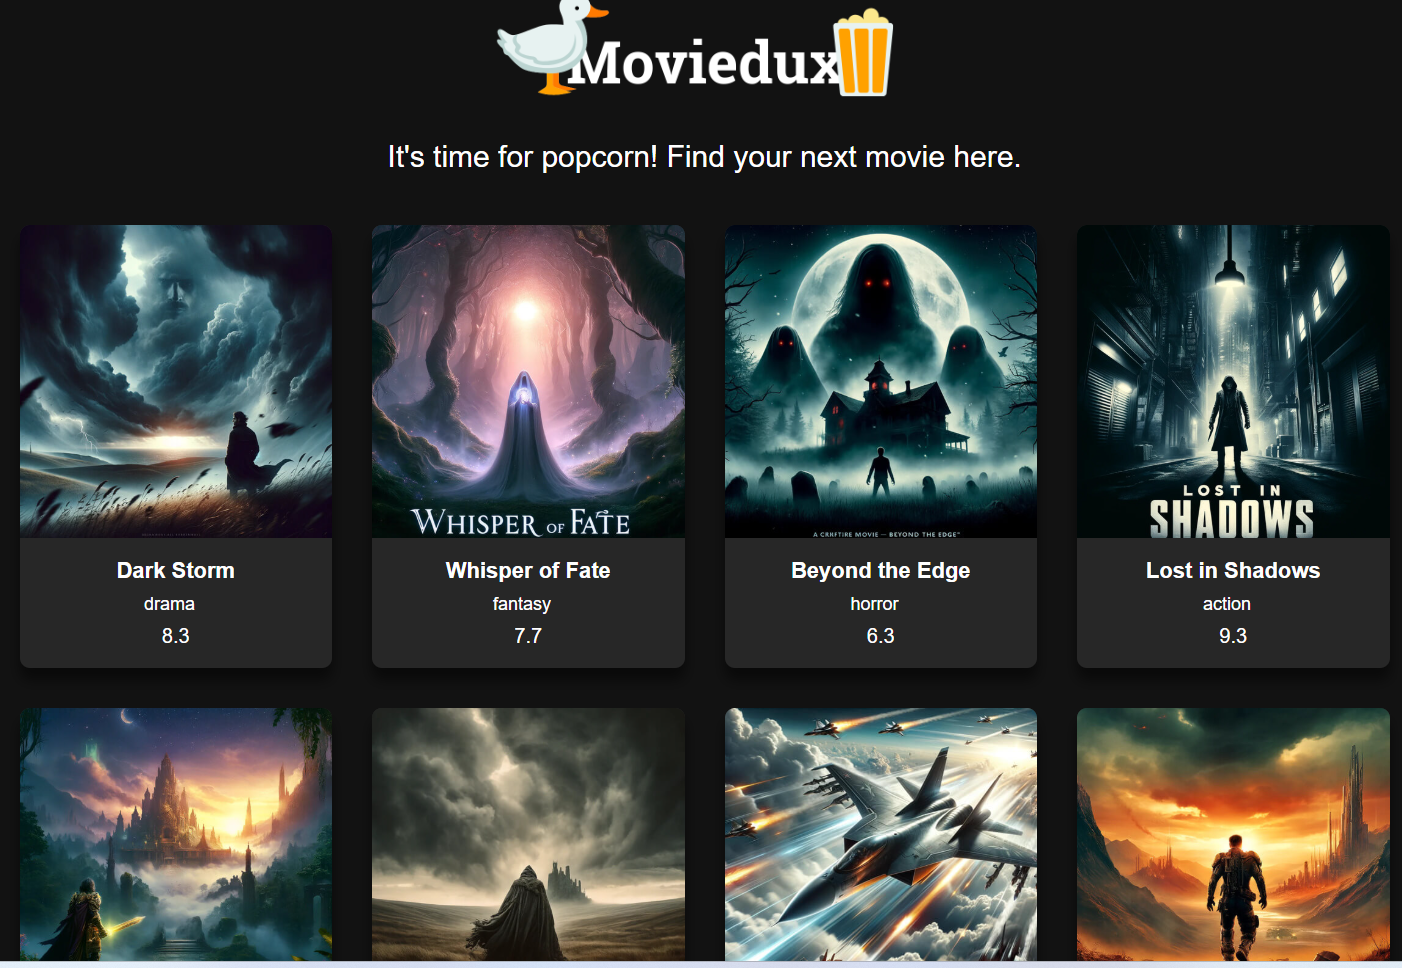 Moviedux
It's time for popcorn! Find your next movie here.
WHISPER OF FATE
A CRAFTIRE MOVIE — BEYOND THE EDGE"
LOST IN
SHADOWS
Dark Storm
Whisper of Fate
Beyond the Edge
Lost in Shadows
drama
fantasy
horror
action
8.3
7.7
6.3
9.3